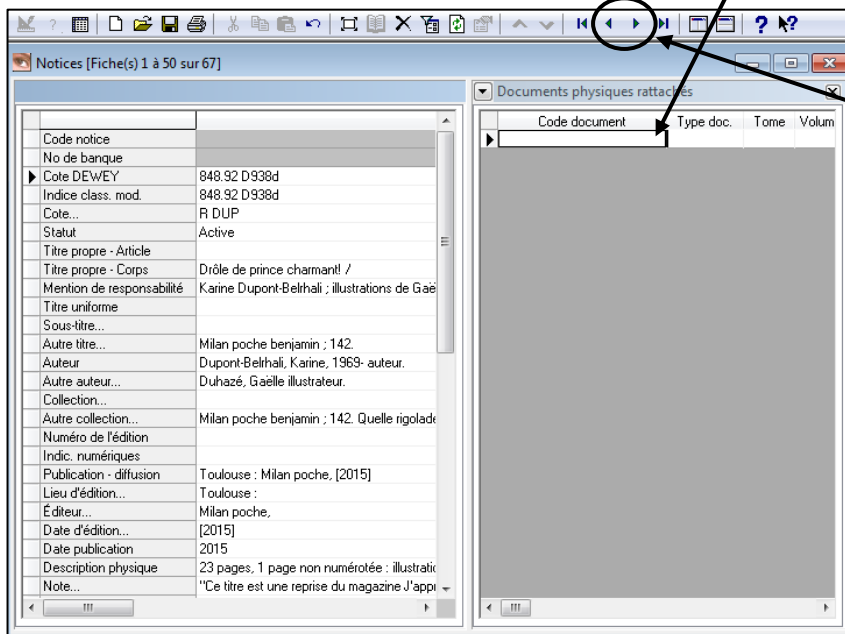 Notices [Fiche(s) 1 à 50 sur 67]
Documents physiques rattachés
Code document Type doc. Tome Volum
Code notice
No de banque
Cote DEWEY 848.92 D938d
Indice class. mod. 848.92 D938d
Cote... R DUP
Statut Active
Titre propre - Article
Titre propre - Corps Drôle de prince charmant! /
Mention de responsabilité Karine Dupont-Belrhali ; illustrations de Gaë
Titre uniforme
Sous-titre...
Autre titre... Milan poche benjamin ; 142.
Auteur Dupont-Belrhali, Karine, 1969- auteur.
Autre auteur... Duhazé, Gaëlle illustrateur.
Collection...
Autre collection... Milan poche benjamin ; 142. Quelle rigolade
Numéro de l'édition
Indic. numériques
Publication - diffusion Toulouse : Milan poche, [2015]
Lieu d'édition... Toulouse :
Éditeur... Milan poche,
Date d'édition... [2015]
Date publication 2015
Description physique 23 pages, 1 page non numérotée : illustratic
Note... "Ce titre est une reprise du magazine J'appr